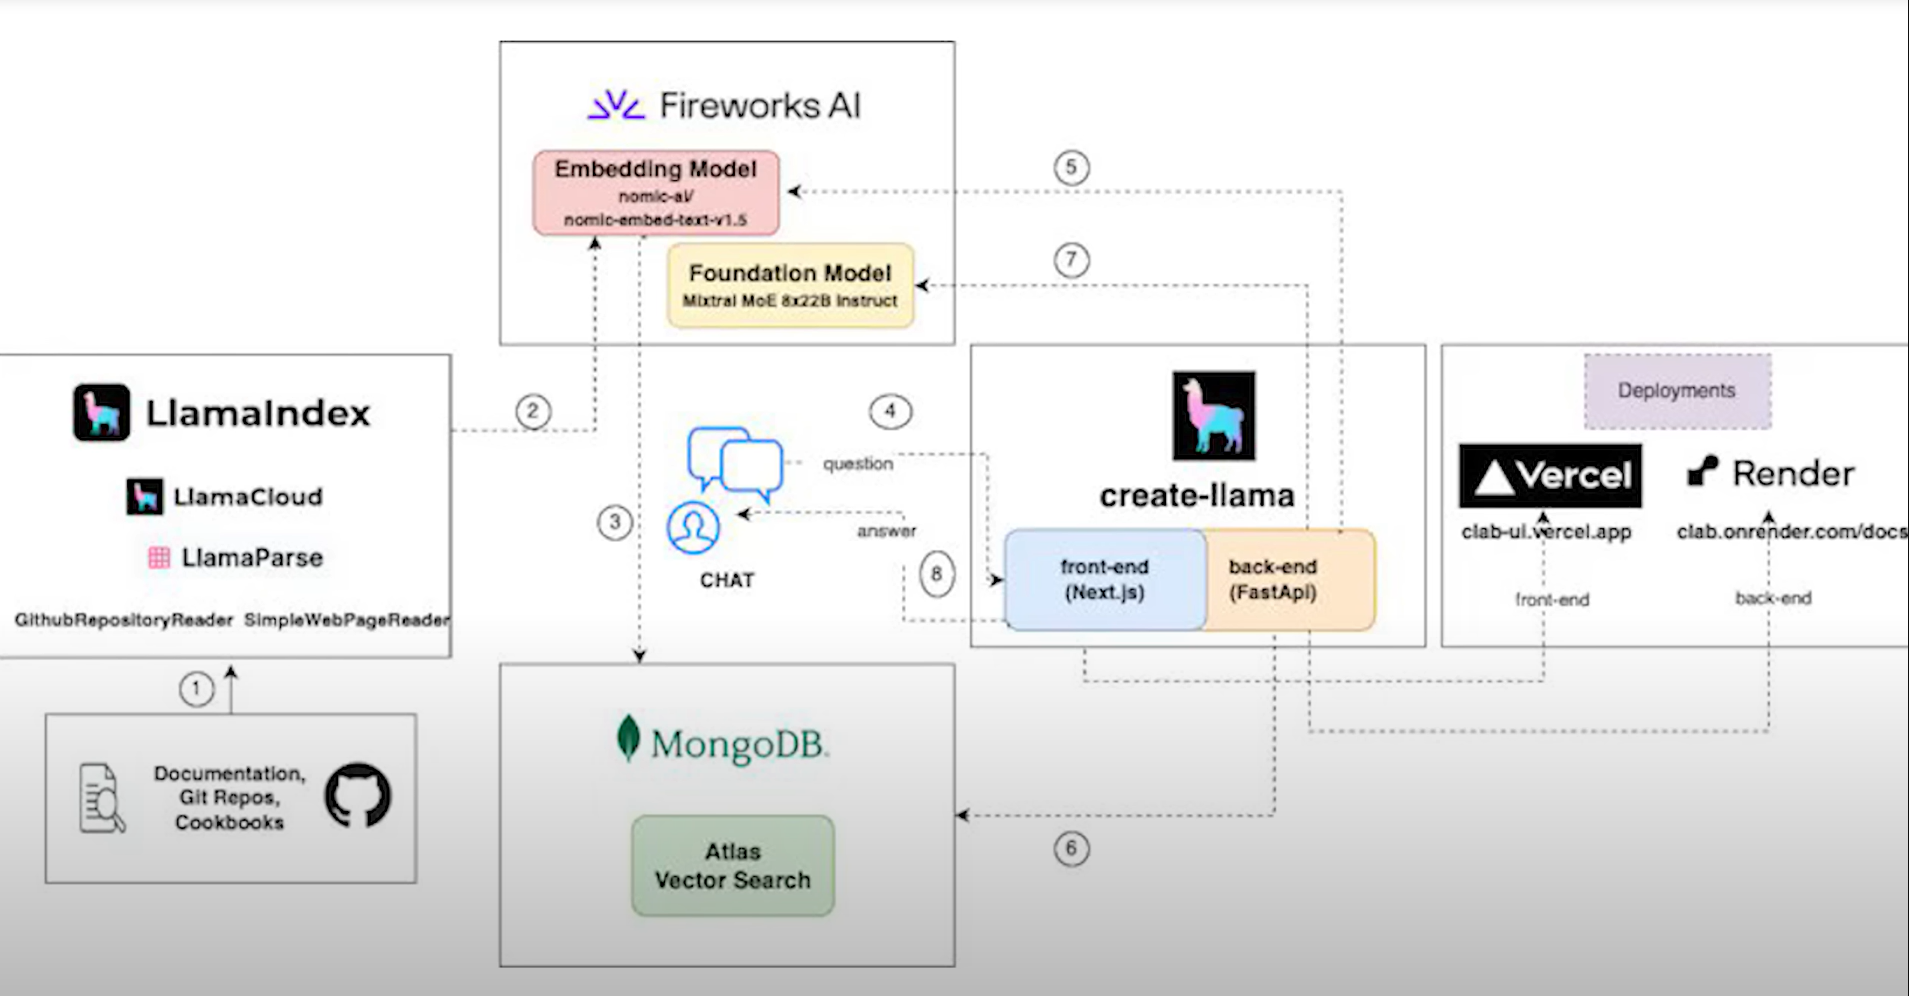 Fireworks AI
Embedding Model
nomic-ai/
nomic-embed-text-v1.5
Foundation Model
Mixtral MoE 8x22B Instruct
5
7
LlamaIndex
LlamaCloud
LlamaParse
GithubRepositoryReader SimpleWebPageReader
2
1
Documentation,
Git Repos,
Cookbooks
3
4
question
answer
CHAT
8
create-llama
front-end
(Next.js)
back-end
(FastApi)
Deployments
Vercel
clab-ui.vercel.app
front-end
Render
clab.onrender.com/docs
back-end
MongoDB.
Atlas
Vector Search
6